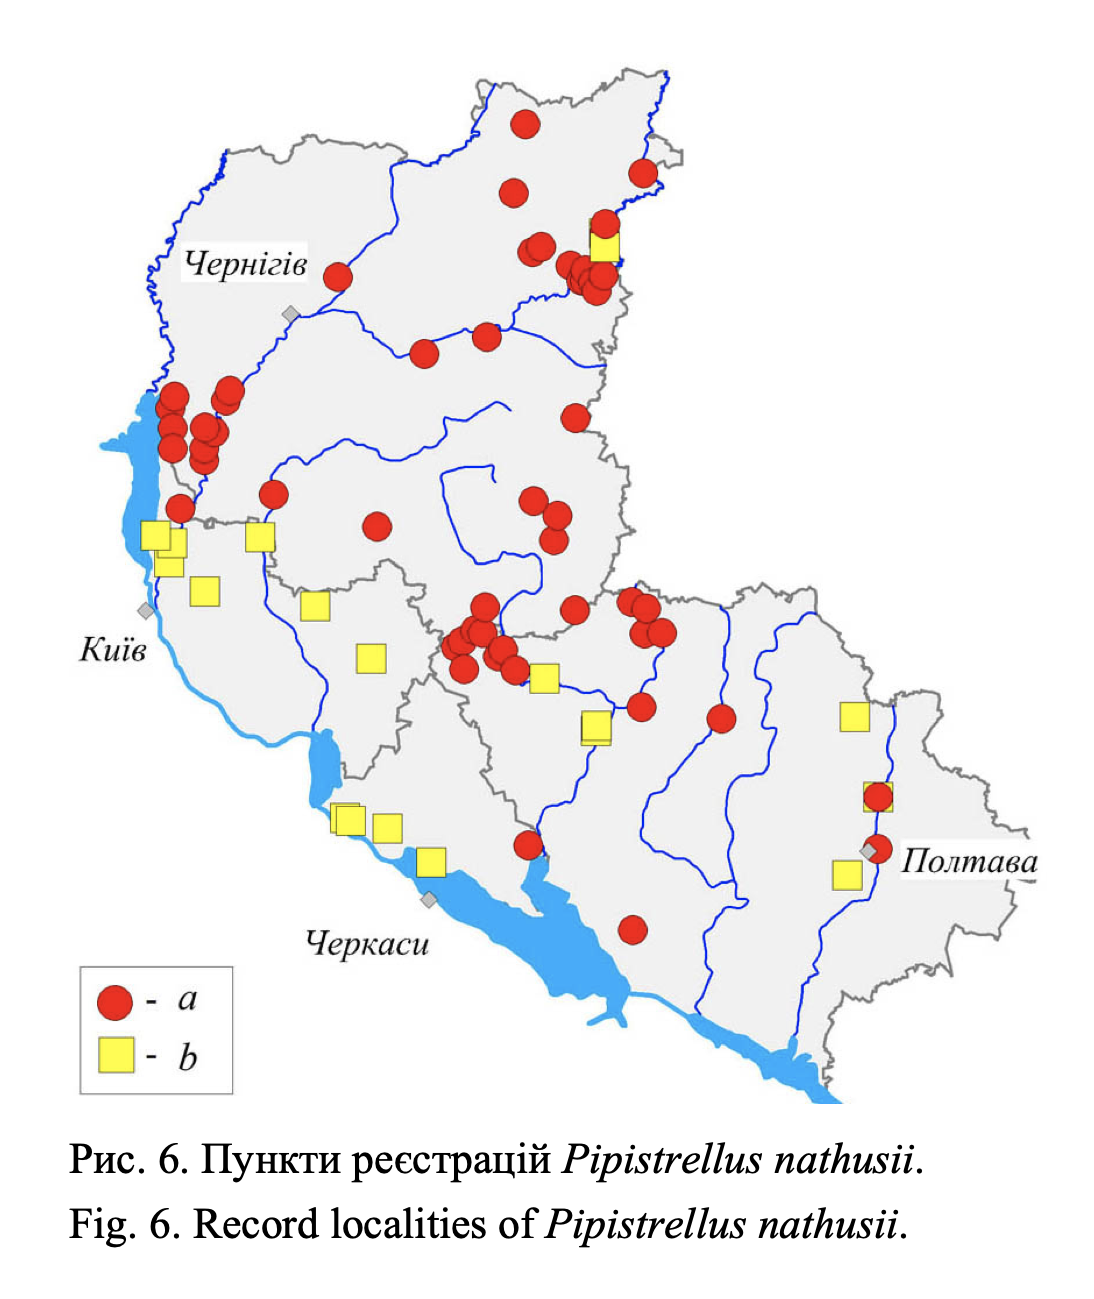 Чернігів
Київ
Полтава
Черкаси
- a
- b
Рис. 6. Пункти реєстрацій Pipistrellus nathusii.
Fig. 6. Record localities of Pipistrellus nathusii.